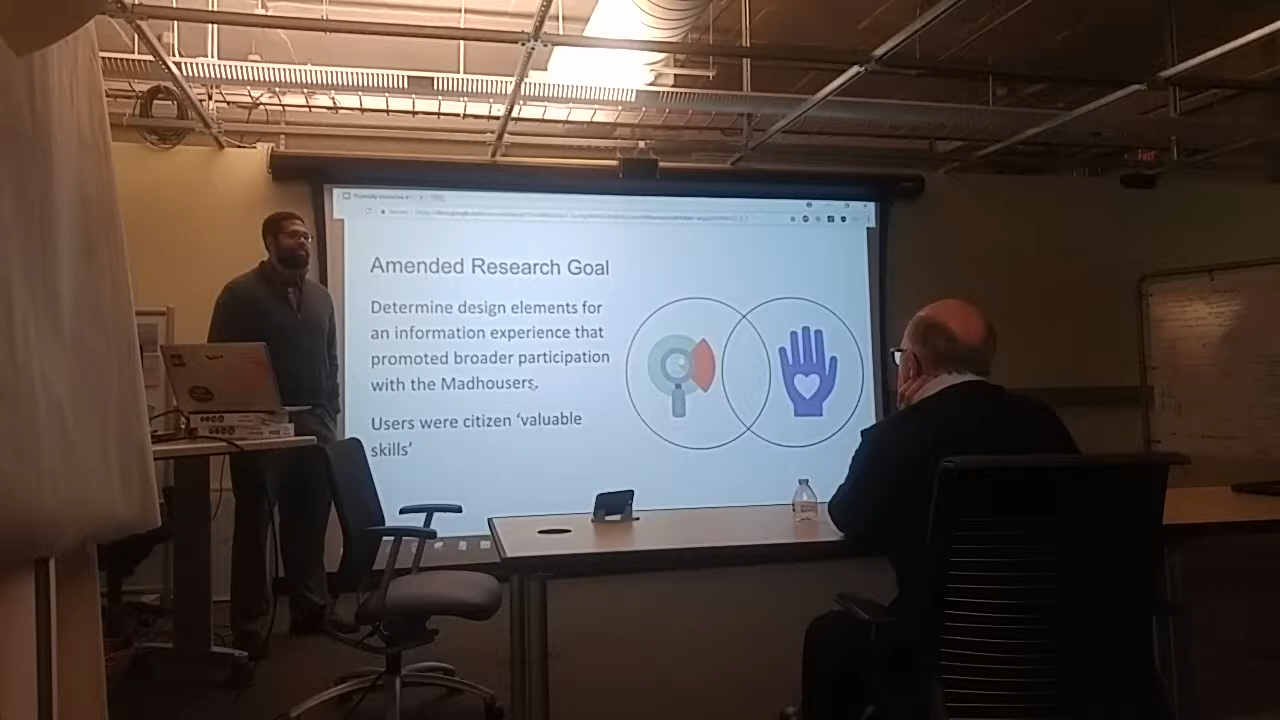 Amended Research Goal
Determine design elements for
an information experience that
promoted broader participation
with the Madhousers.
Users were citizen ‘valuable
skills’